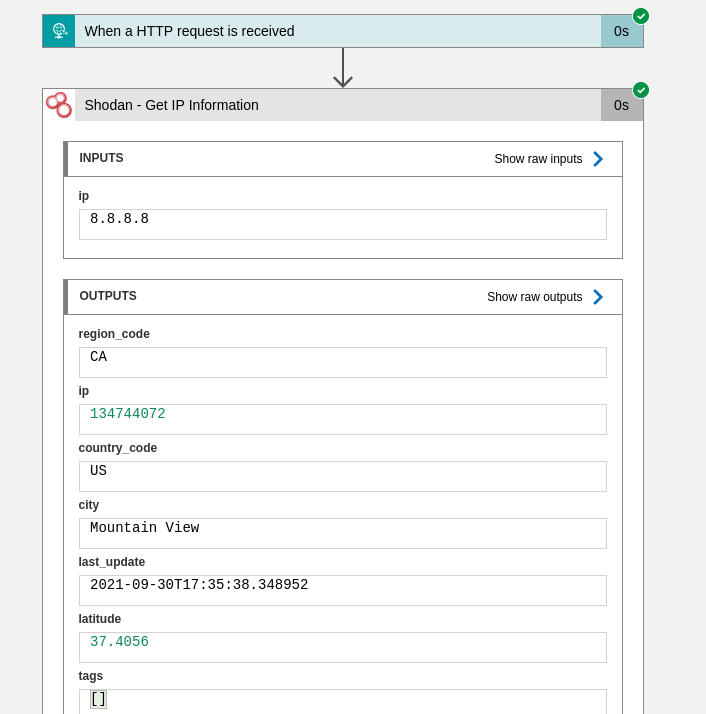 When a HTTP request is received 0s
Shodan - Get IP Information 0s
INPUTS Show raw inputs
ip
8.8.8.8
OUTPUTS Show raw outputs
region_code
CA
ip
134744072
country_code
US
city
Mountain View
last_update
2021-09-30T17:35:38.348952
latitude
37.4056
tags
[]